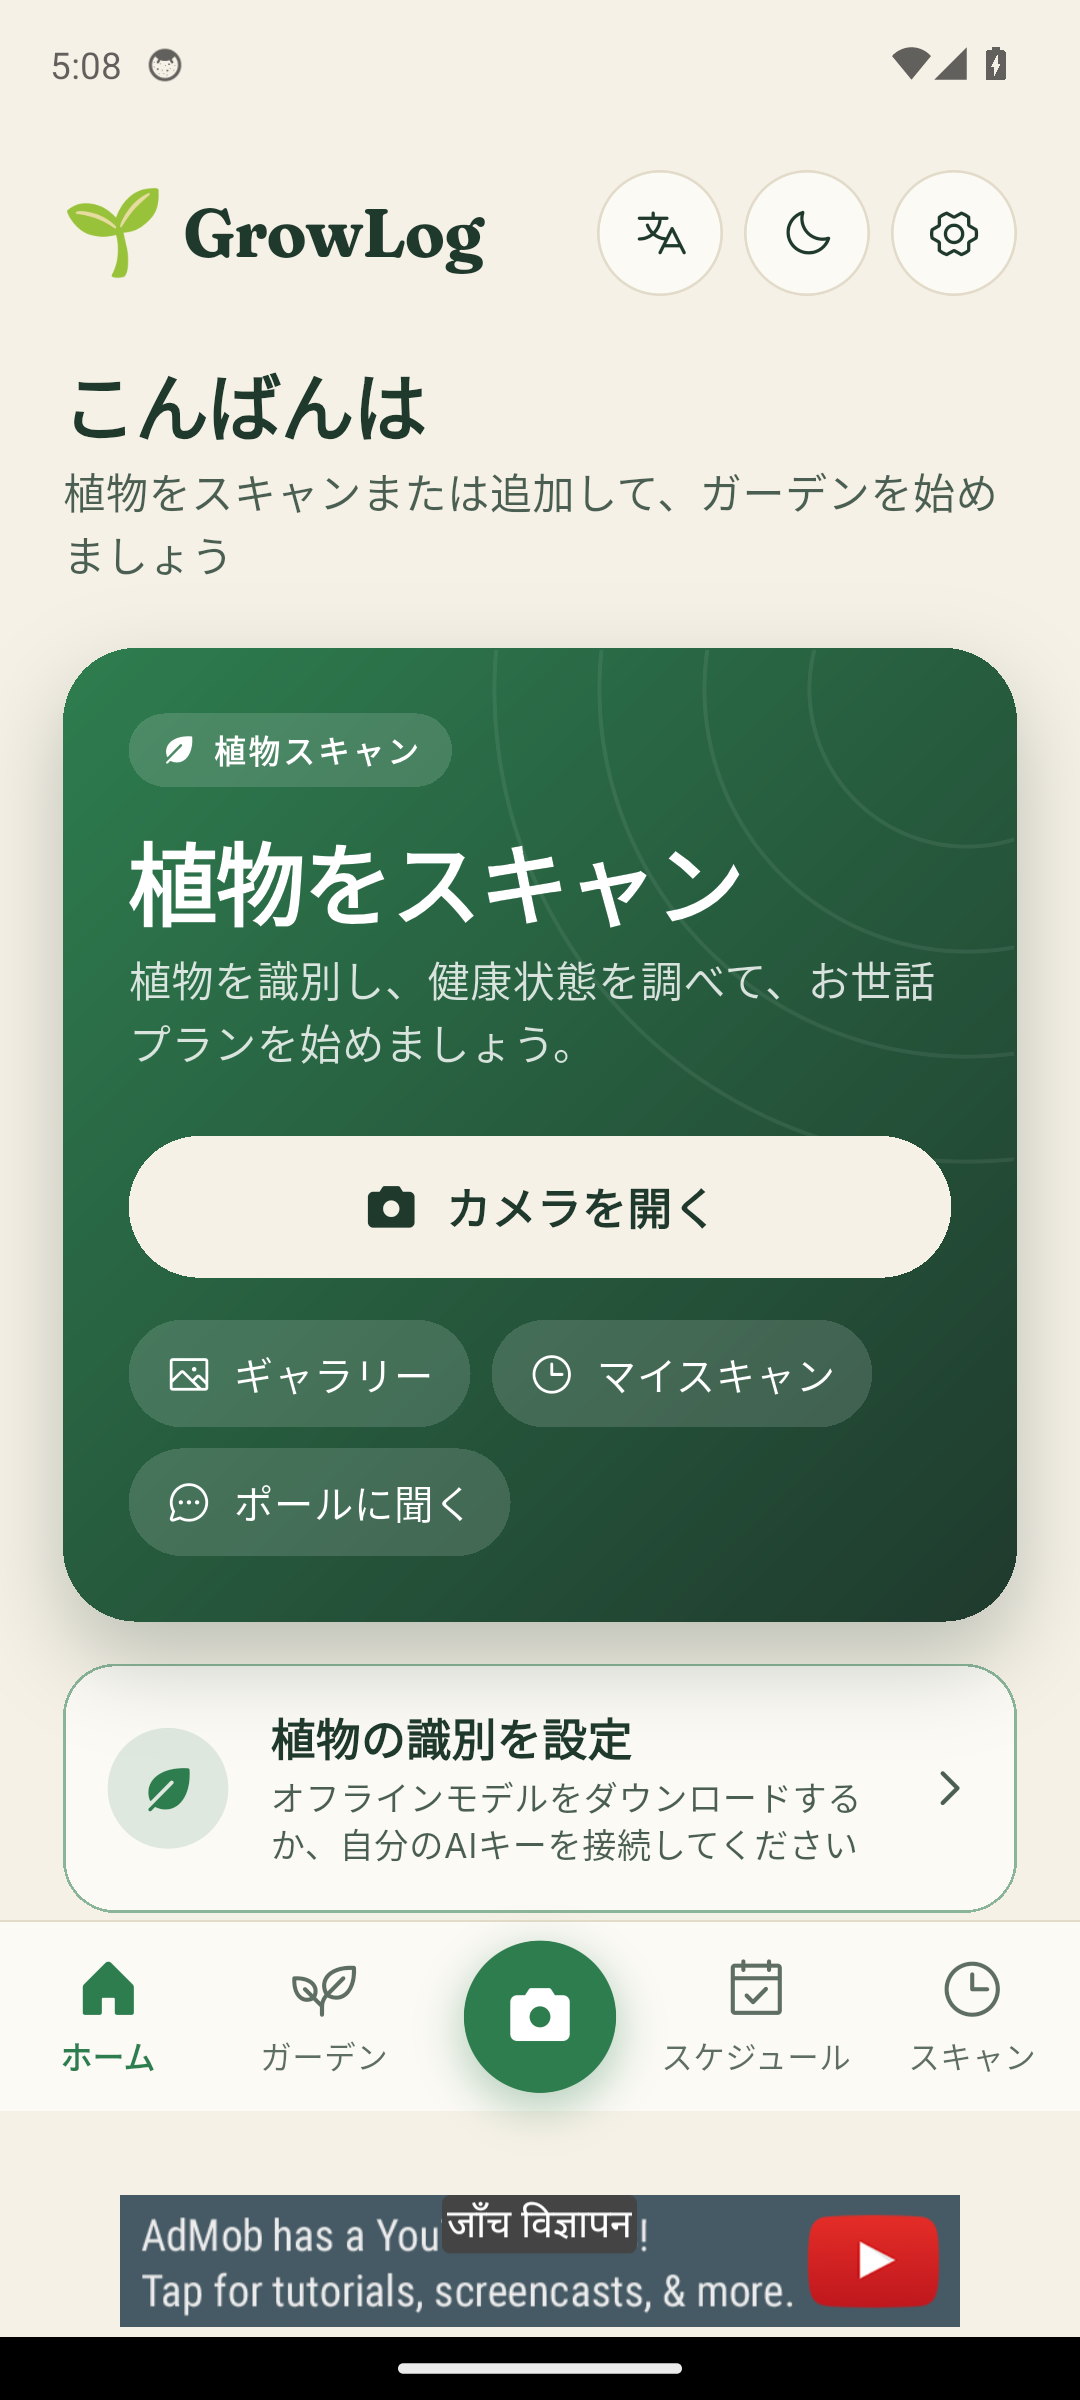 5:08
GrowLog
こんばんは
植物をスキャンまたは追加して、ガーデンを始め
ましょう
植物スキャン
植物をスキャン
植物を識別し、健康状態を調べて、お世話
プランを始めましょう。
カメラを開く
ギャラリー
マイスキャン
ポールに聞く
植物の識別を設定
オフラインモデルをダウンロードする
か、自分のAIキーを接続してください
ホーム
ガーデン
スケジュール
スキャン
AdMob has a You
जाँच विज्ञापन
!
Tap for tutorials, screencasts, & more.